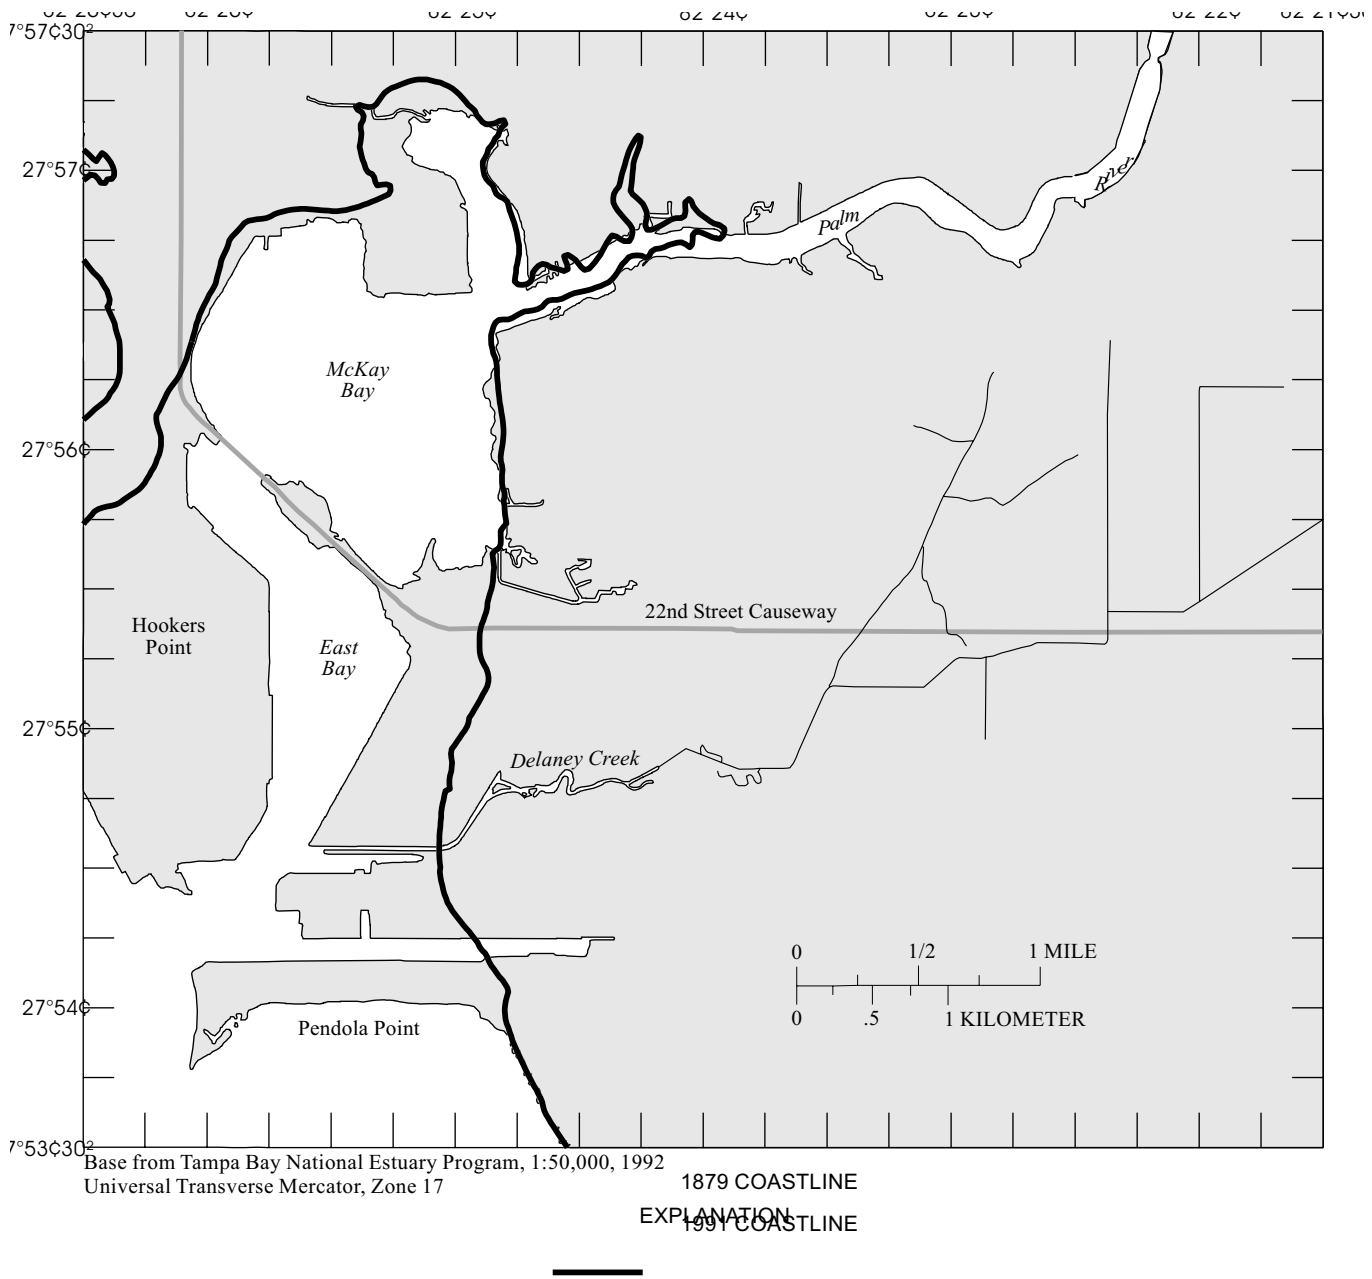 7°57¢30²
27°57¢
River
Palm
McKay
Bay
27°56¢
22nd Street Causeway
Hookers
Point
East
Bay
27°55¢
Delaney Creek
0 1/2 1 MILE
27°54¢
0 .5 1 KILOMETER
Pendola Point
7°53¢30²
Base from Tampa Bay National Estuary Program, 1:50,000, 1992
Universal Transverse Mercator, Zone 17
1879 COASTLINE
EXPLANATION
1991 COASTLINE